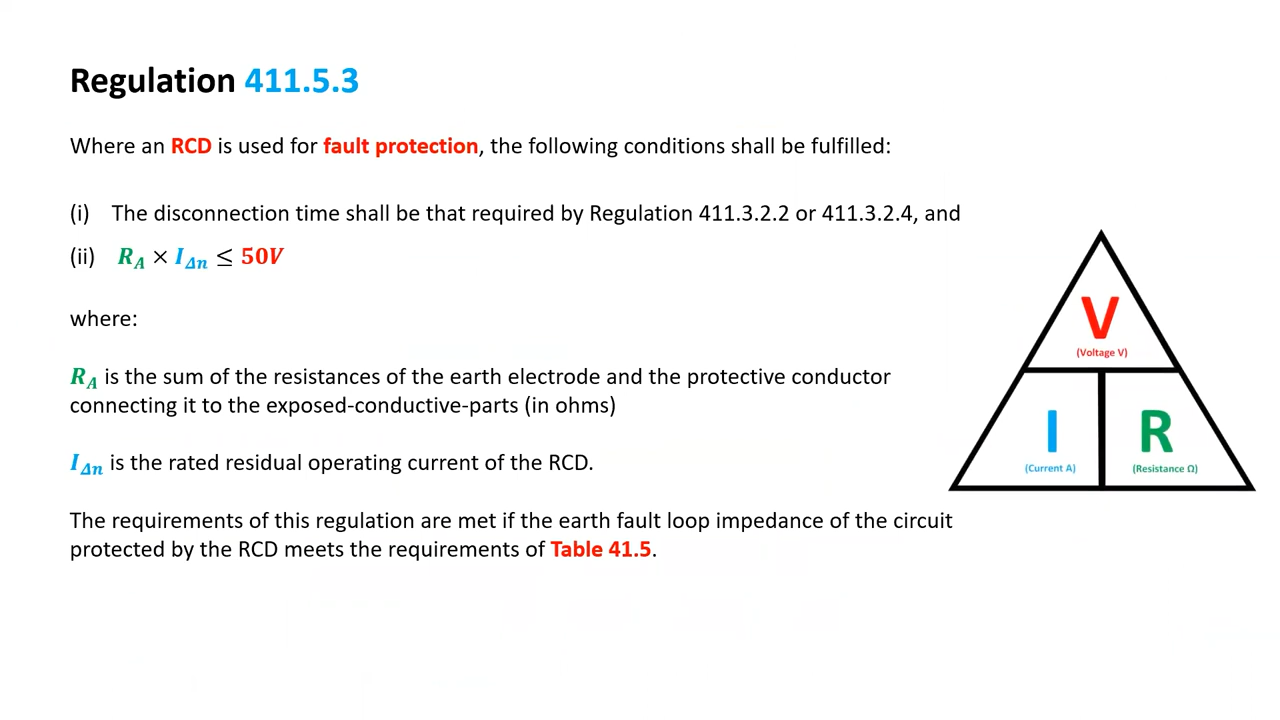 Regulation 411.5.3
Where an RCD is used for fault protection, the following conditions shall be fulfilled:
(i) The disconnection time shall be that required by Regulation 411.3.2.2 or 411.3.2.4, and
(ii) R_A × I_Δn ≤ 50V
where:
R_A is the sum of the resistances of the earth electrode and the protective conductor
connecting it to the exposed-conductive-parts (in ohms)
I_Δn is the rated residual operating current of the RCD.
The requirements of this regulation are met if the earth fault loop impedance of the circuit
protected by the RCD meets the requirements of Table 41.5.
V
(Voltage V)
I R
(Current A) (Resistance Ω)